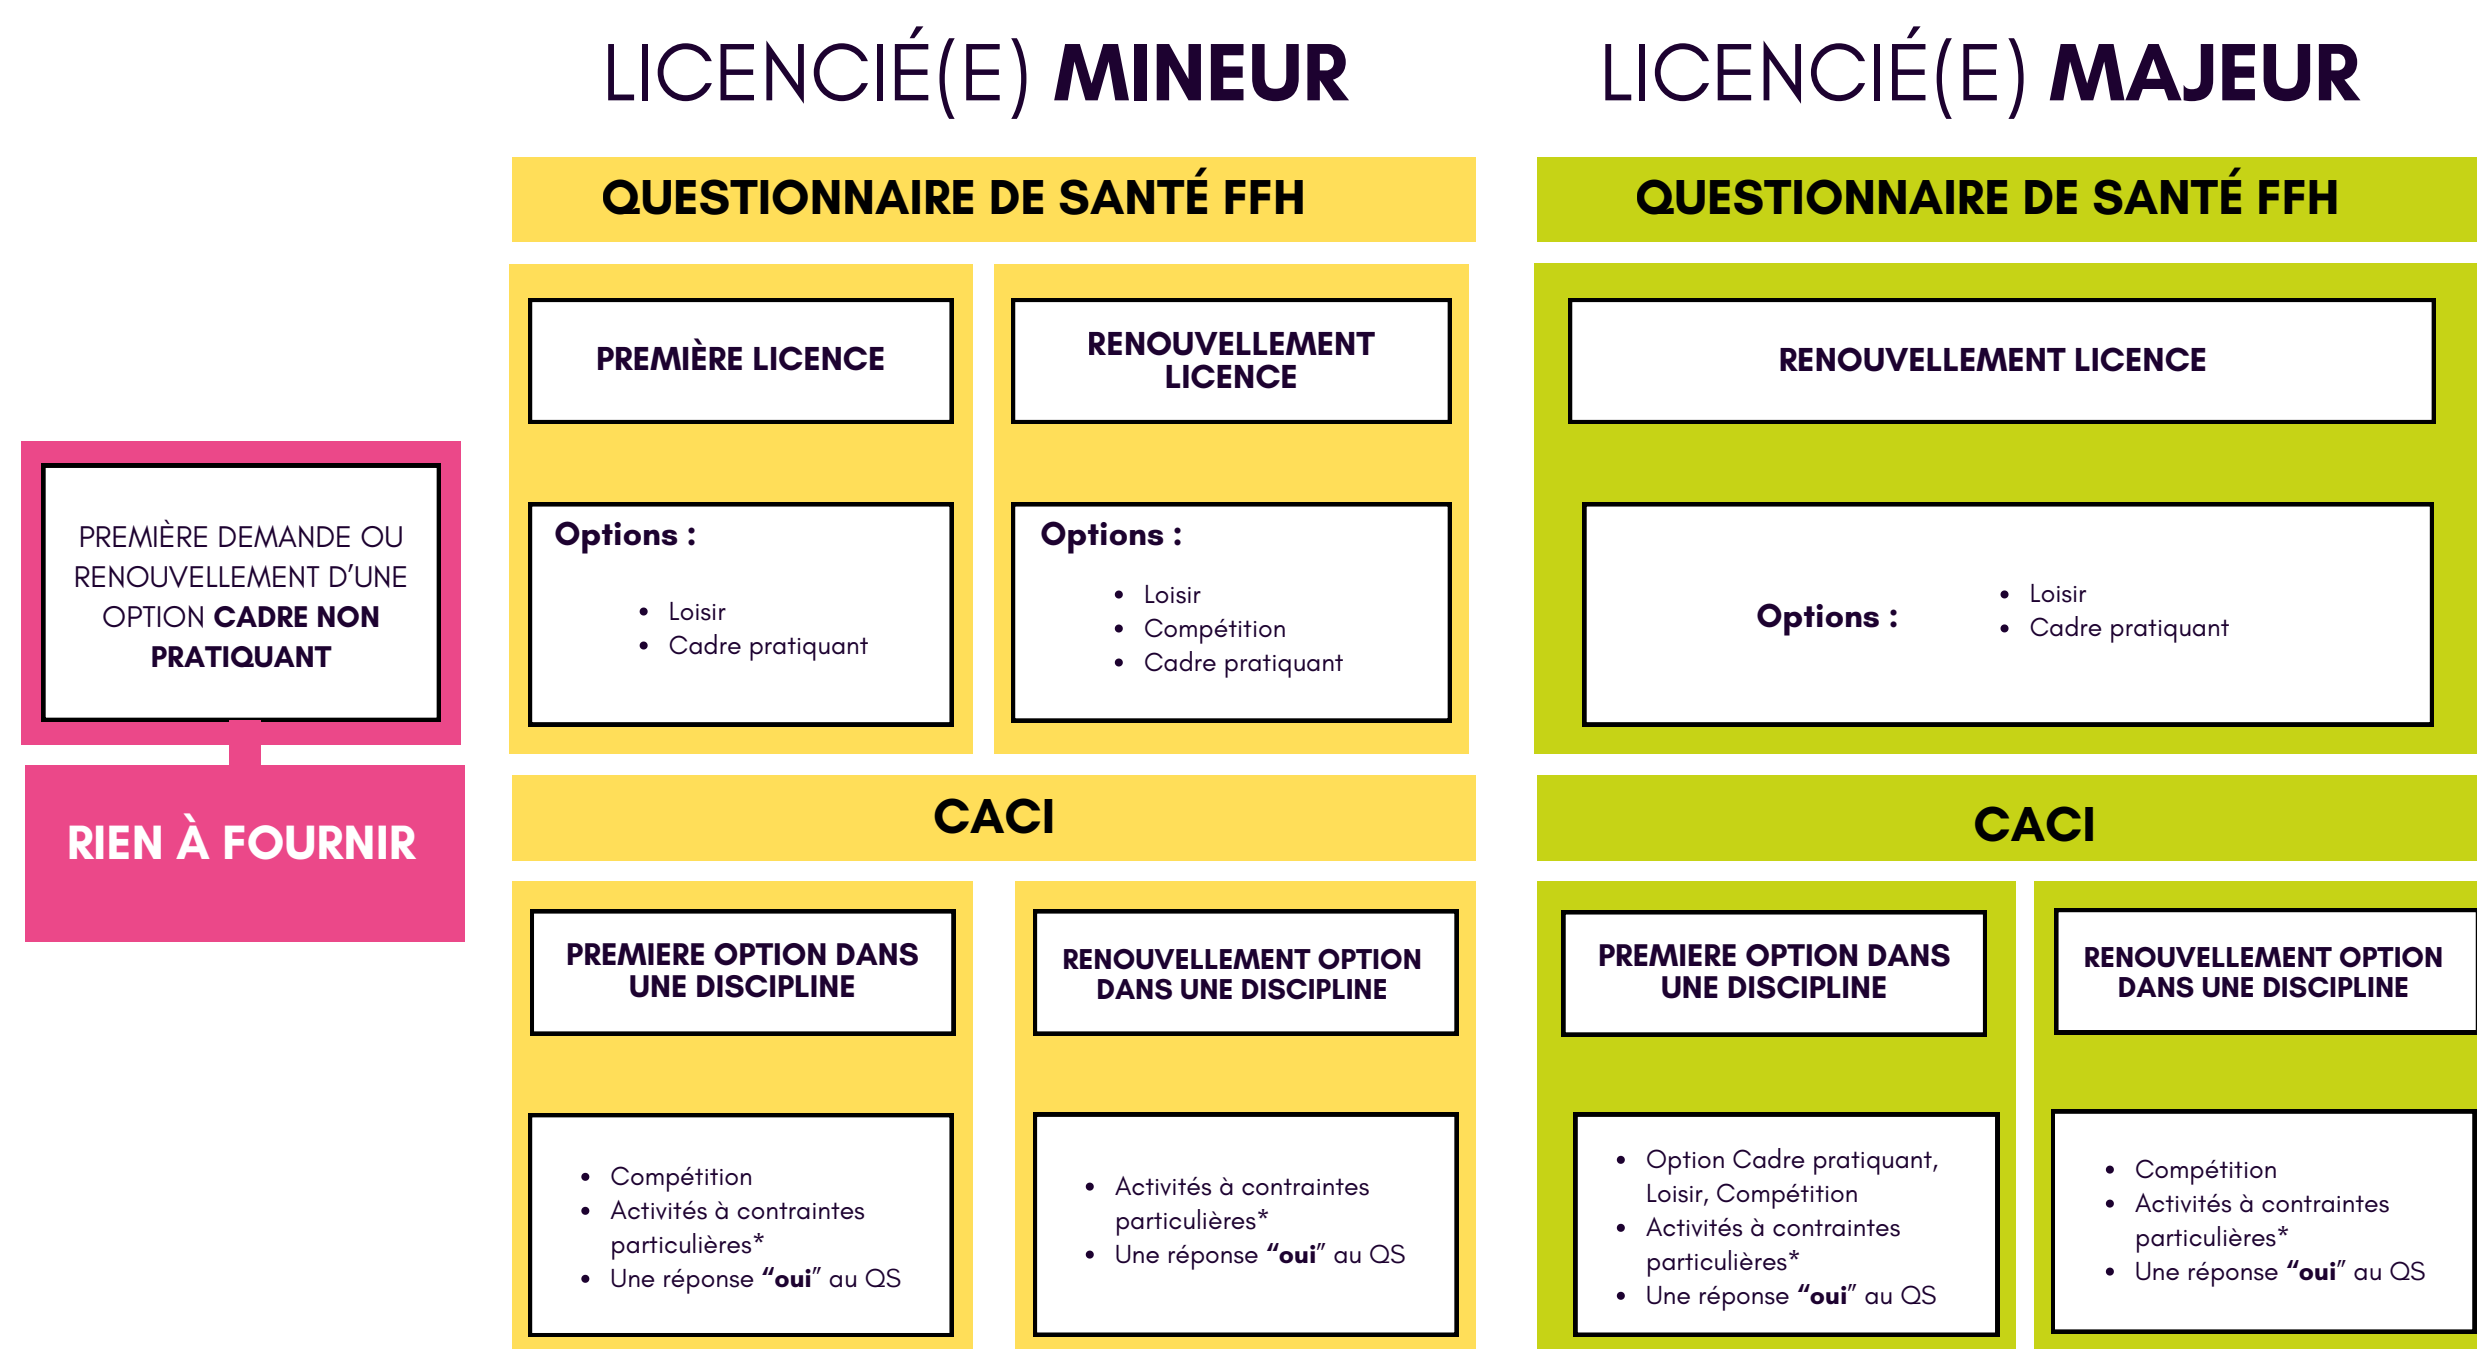 LICENCIÉ(E) MINEUR
LICENCIÉ(E) MAJEUR
PREMIÈRE DEMANDE OU
RENOUVELLEMENT D’UNE
OPTION CADRE NON
PRATIQUANT
RIEN À FOURNIR
QUESTIONNAIRE DE SANTÉ FFH
PREMIÈRE LICENCE
Options :
• Loisir
• Cadre pratiquant
RENOUVELLEMENT
LICENCE
Options :
• Loisir
• Compétition
• Cadre pratiquant
CACI
PREMIERE OPTION DANS
UNE DISCIPLINE
• Compétition
• Activités à contraintes
particulières*
• Une réponse “oui” au QS
RENOUVELLEMENT OPTION
DANS UNE DISCIPLINE
• Activités à contraintes
particulières*
• Une réponse “oui” au QS
QUESTIONNAIRE DE SANTÉ FFH
RENOUVELLEMENT LICENCE
Options :
• Loisir
• Cadre pratiquant
CACI
PREMIERE OPTION DANS
UNE DISCIPLINE
• Option Cadre pratiquant,
Loisir, Compétition
• Activités à contraintes
particulières*
• Une réponse “oui” au QS
RENOUVELLEMENT OPTION
DANS UNE DISCIPLINE
• Compétition
• Activités à contraintes
particulières*
• Une réponse “oui” au QS